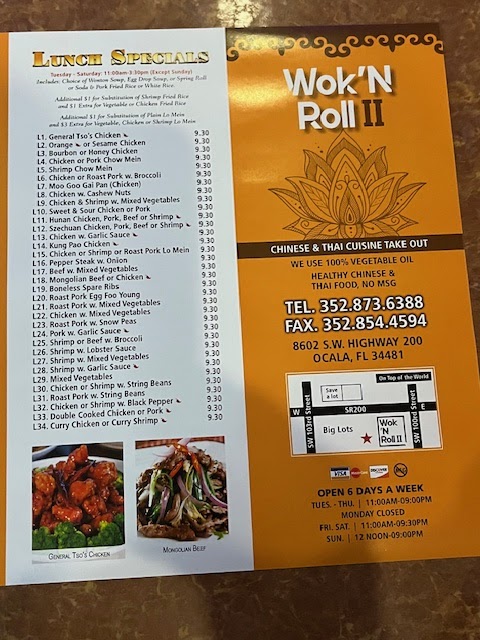 LUNCH SPECIALS
Tuesday - Saturday: 11:00am-3:30pm (Except Sunday)
Includes: Choice of Wonton Soup, Egg Drop Soup, or Spring Roll
or Soda & Pork Fried Rice or White Rice.
Additional $1 for Substitution of Shrimp Fried Rice
and $1 Extra for Vegetable or Chicken Fried Rice
Additional $1 for Substitution of Plain Lo Mein
and $3 Extra for Vegetable, Chicken or Shrimp Lo Mein
L1. General Tso's Chicken 9.30
L2. Orange or Sesame Chicken 9.30
L3. Bourbon or Honey Chicken 9.30
L4. Chicken or Pork Chow Mein 9.30
L5. Shrimp Chow Mein 9.30
L6. Chicken or Roast Pork w. Broccoli 9.30
L7. Moo Goo Gai Pan (Chicken) 9.30
L8. Chicken w. Cashew Nuts 9.30
L9. Chicken & Shrimp w. Mixed Vegetables 9.30
L10. Sweet & Sour Chicken or Pork 9.30
L11. Hunan Chicken, Pork, Beef or Shrimp 9.30
L12. Szechuan Chicken, Pork, Beef or Shrimp 9.30
L13. Chicken w. Garlic Sauce 9.30
L14. Kung Pao Chicken 9.30
L15. Chicken or Shrimp or Roast Pork Lo Mein 9.30
L16. Pepper Steak w. Onion 9.30
L17. Beef w. Mixed Vegetables 9.30
L18. Mongolian Beef or Chicken 9.30
L19. Boneless Spare Ribs 9.30
L20. Roast Pork Egg Foo Young 9.30
L21. Roast Pork w. Mixed Vegetables 9.30
L22. Chicken w. Mixed Vegetables 9.30
L23. Roast Pork w. Snow Peas 9.30
L24. Pork w. Garlic Sauce 9.30
L25. Shrimp or Beef w. Broccoli 9.30
L26. Shrimp w. Lobster Sauce 9.30
L27. Shrimp w. Mixed Vegetables 9.30
L28. Shrimp w. Garlic Sauce 9.30
L29. Mixed Vegetables 9.30
L30. Chicken or Shrimp w. String Beans 9.30
L31. Roast Pork w. String Beans 9.30
L32. Chicken or Shrimp w. Black Pepper 9.30
L33. Double Cooked Chicken or Pork 9.30
L34. Curry Chicken or Curry Shrimp 9.30
GENERAL TSO'S CHICKEN
MONGOLIAN BEEF
Wok'N
Roll II
CHINESE & THAI CUISINE TAKE OUT
WE USE 100% VEGETABLE OIL
HEALTHY CHINESE &
THAI FOOD, NO MSG
TEL. 352.873.6388
FAX. 352.854.4594
8602 S.W. HIGHWAY 200
OCALA, FL 34481
On Top of the World
Save
a lot
W
SR200
E
SW 103rd Street
Big Lots
Wok
'N
Roll II
SW 100rd Street
VISA
MasterCard
DISCOVER
OPEN 6 DAYS A WEEK
TUES. - THU. | 11:00AM-09:00PM
MONDAY CLOSED
FRI. SAT. | 11:00AM-09:30PM
SUN. | 12 NOON-09:00PM